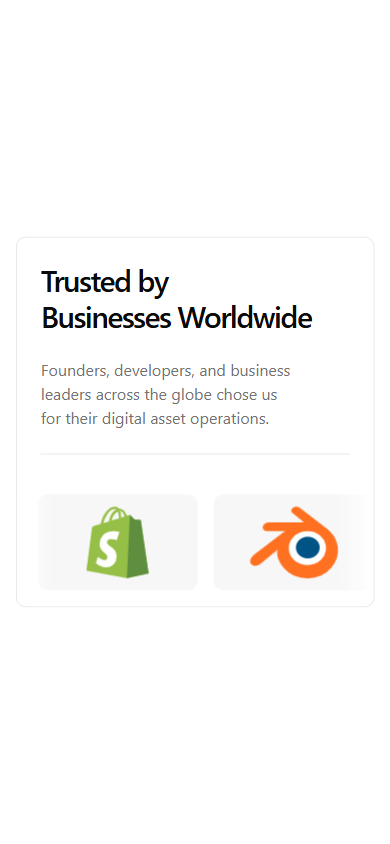 Trusted by
Businesses Worldwide
Founders, developers, and business
leaders across the globe chose us
for their digital asset operations.
S